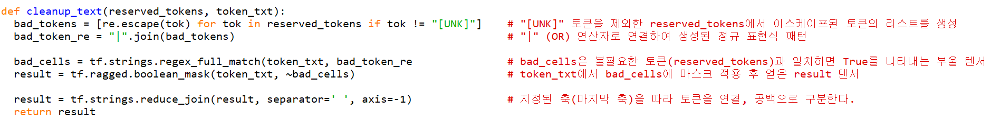 def cleanup_text(reserved_tokens, token_txt):
  bad_tokens = [re.escape(tok) for tok in reserved_tokens if tok != "[UNK]"]    # "[UNK]" 토큰을 제외한 reserved_tokens에서 이스케이프된 토큰의 리스트를 생성
  bad_token_re = "|".join(bad_tokens)                                           # "|" (OR) 연산자로 연결하여 생성된 정규 표현식 패턴
  bad_cells = tf.strings.regex_full_match(token_txt, bad_token_re               # bad_cells은 불필요한 토큰(reserved_tokens)과 일치하면 True를 나타내는 부울 텐서
  result = tf.ragged.boolean_mask(token_txt, ~bad_cells)                        # token_txt에서 bad_cells에 마스크 적용 후 얻은 result 텐서
  result = tf.strings.reduce_join(result, separator=' ', axis=-1)               # 지정된 축(마지막 축)을 따라 토큰을 연결, 공백으로 구분한다.
  return result